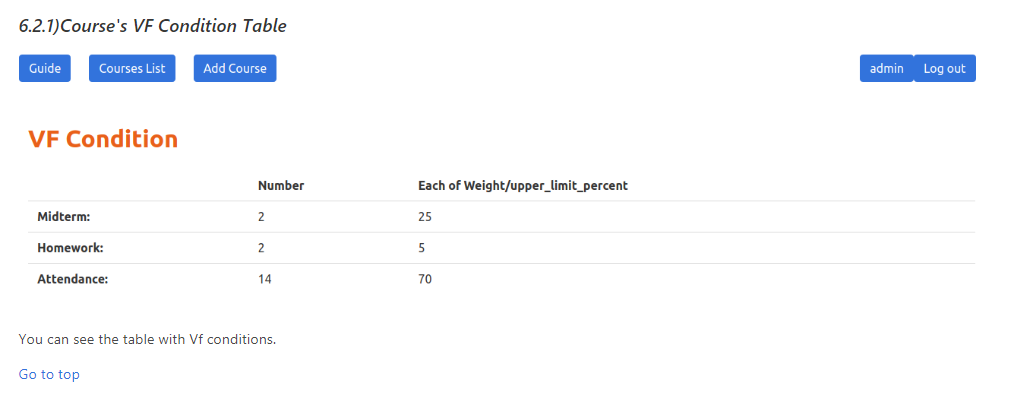 6.2.1)Course's VF Condition Table
Guide Courses List Add Course admin Log out
VF Condition
Number Each of Weight/upper_limit_percent
Midterm: 2 25
Homework: 2 5
Attendance: 14 70
You can see the table with Vf conditions.
Go to top